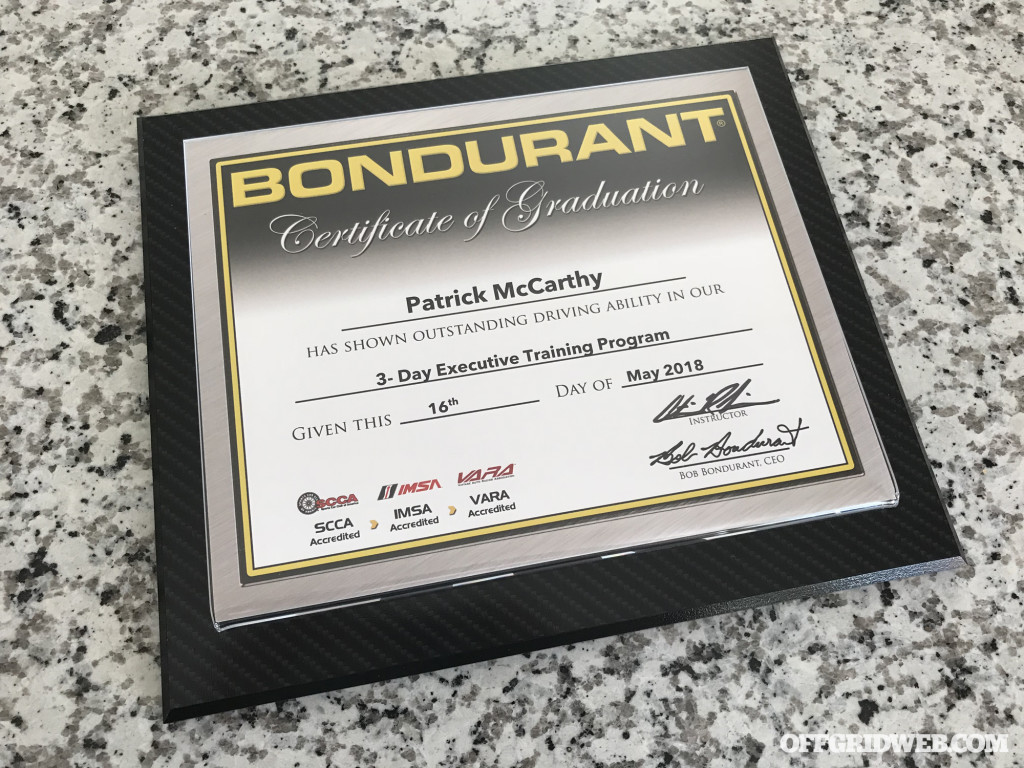 BONDURANT®
Certificate of Graduation
Patrick McCarthy
HAS SHOWN OUTSTANDING DRIVING ABILITY IN OUR
3- Day Executive Training Program
GIVEN THIS 16th DAY OF May 2018
INSTRUCTOR
Bob Bondurant
BOB BONDURANT, CEO
SCCA IMSA VARA
SCCA Accredited
IMSA Accredited
VARA Accredited
OFFGRIDWEB.COM